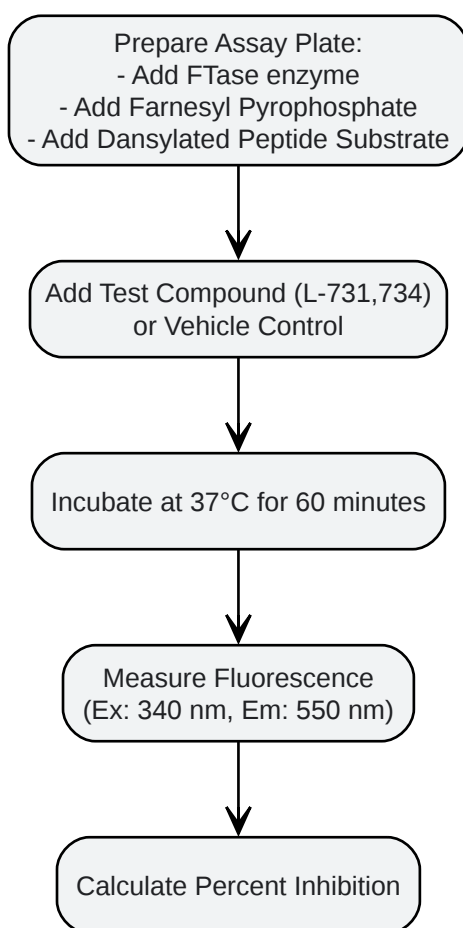 Prepare Assay Plate:
- Add FTase enzyme
- Add Farnesyl Pyrophosphate
- Add Dansylated Peptide Substrate
Add Test Compound (L-731,734)
or Vehicle Control
Incubate at 37°C for 60 minutes
Measure Fluorescence
(Ex: 340 nm, Em: 550 nm)
Calculate Percent Inhibition